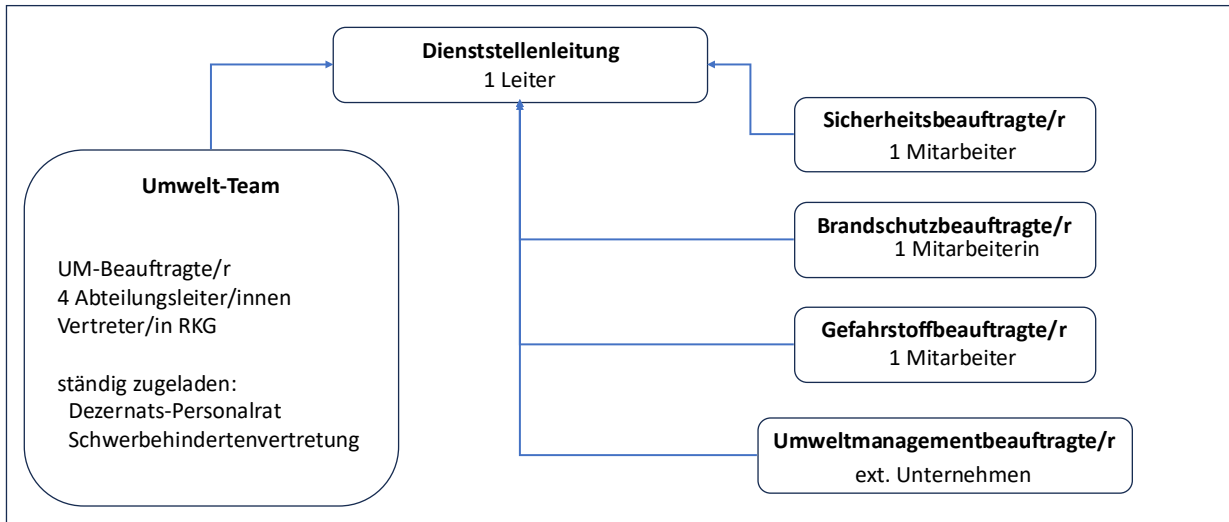 Dienststellenleitung
1 Leiter
Umwelt-Team
UM-Beauftragte/r
4 Abteilungsleiter/innen
Vertreter/in RKG
ständig zugeladen:
Dezernats-Personalrat
Schwerbehindertenvertretung
Sicherheitsbeauftragte/r
1 Mitarbeiter
Brandschutzbeauftragte/r
1 Mitarbeiterin
Gefahrstoffbeauftragte/r
1 Mitarbeiter
Umweltmanagementbeauftragte/r
ext. Unternehmen